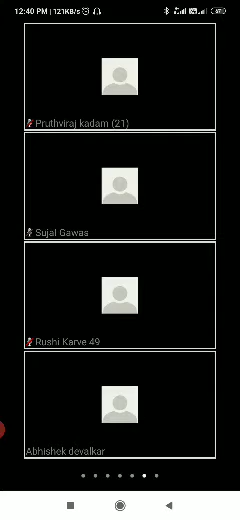 12:40 PM | 121KB/s
Pruthviraj kadam (21)
Sujal Gawas
Rushi Karve 49
Abhishek devalkar